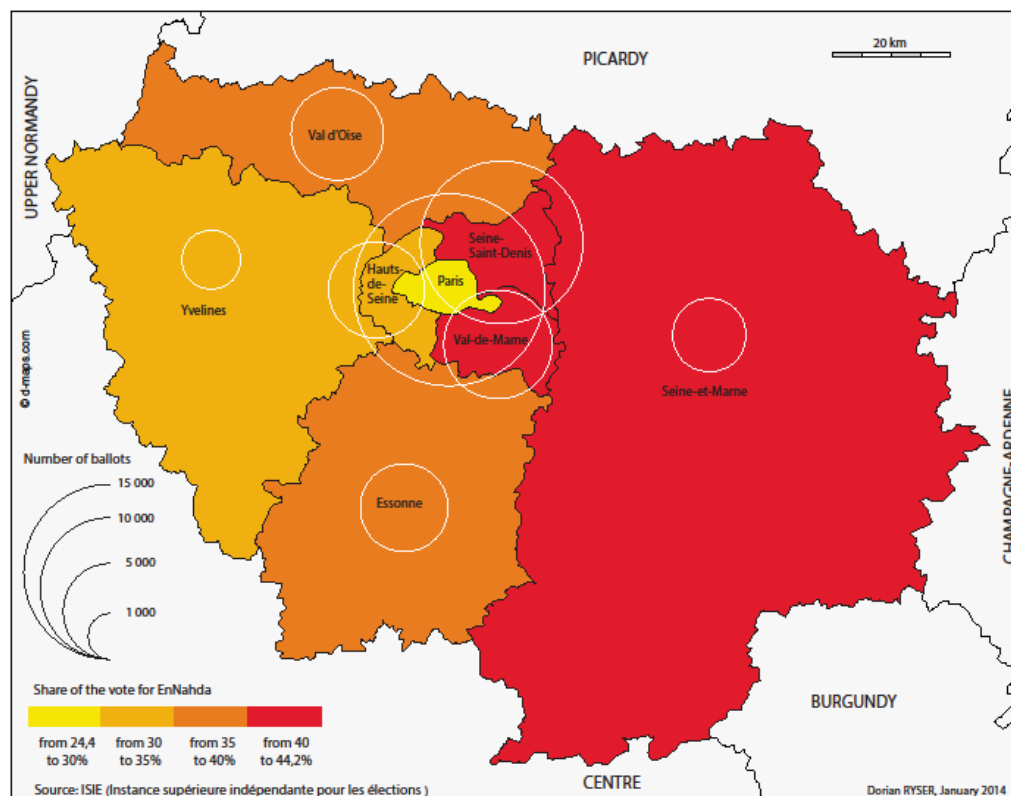 20 km
PICARDY
UPPER NORMANDY
Val d'Oise
Seine-
Saint-Denis
Hauts-
de-
Seine
Paris
Yvelines
Val-de-Marne
Seine-et-Marne
© d-maps.com
CHAMPAGNE-ARDENNE
Number of ballots
15 000
10 000
5 000
1 000
Essonne
Share of the vote for EnNahda
from 24,4
to 30%
from 30
to 35%
from 35
to 40%
from 40
to 44,2%
BURGUNDY
CENTRE
Source: ISIE (Instance supérieure indépendante pour les élections )
Dorian RYSER, January 2014